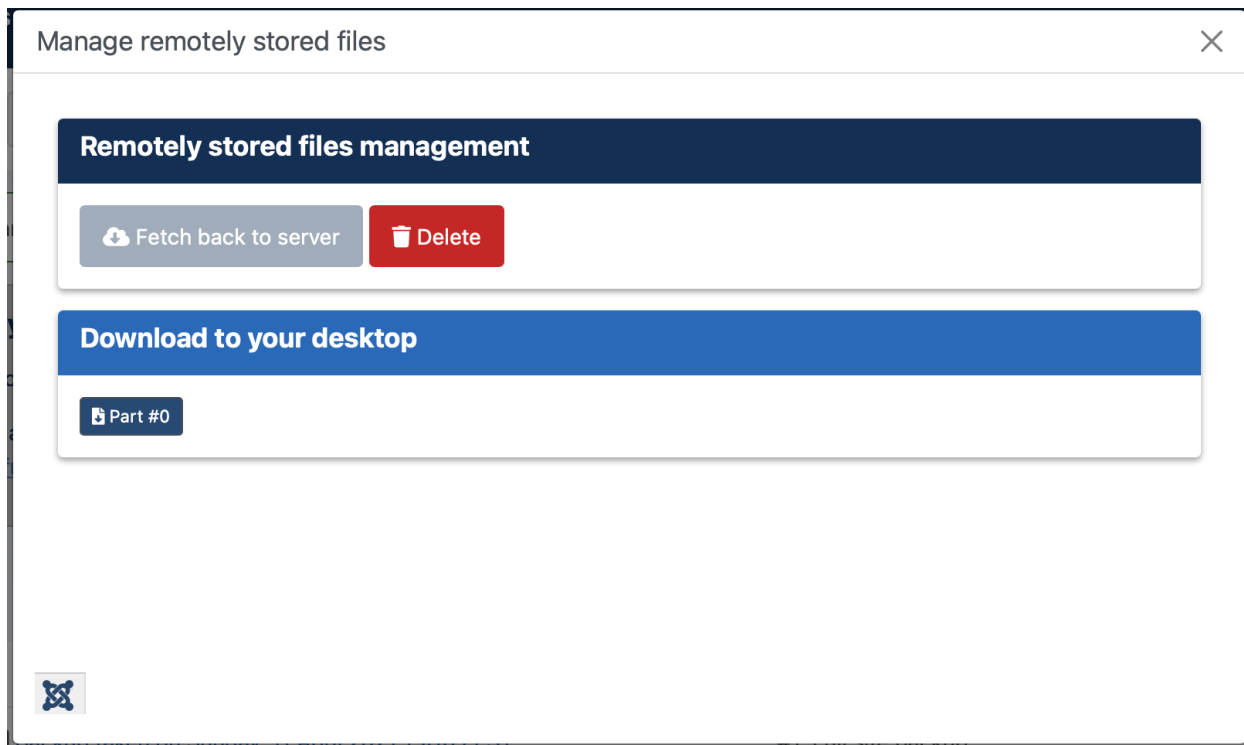 Manage remotely stored files
Remotely stored files management
Fetch back to server
Delete
Download to your desktop
Part #0